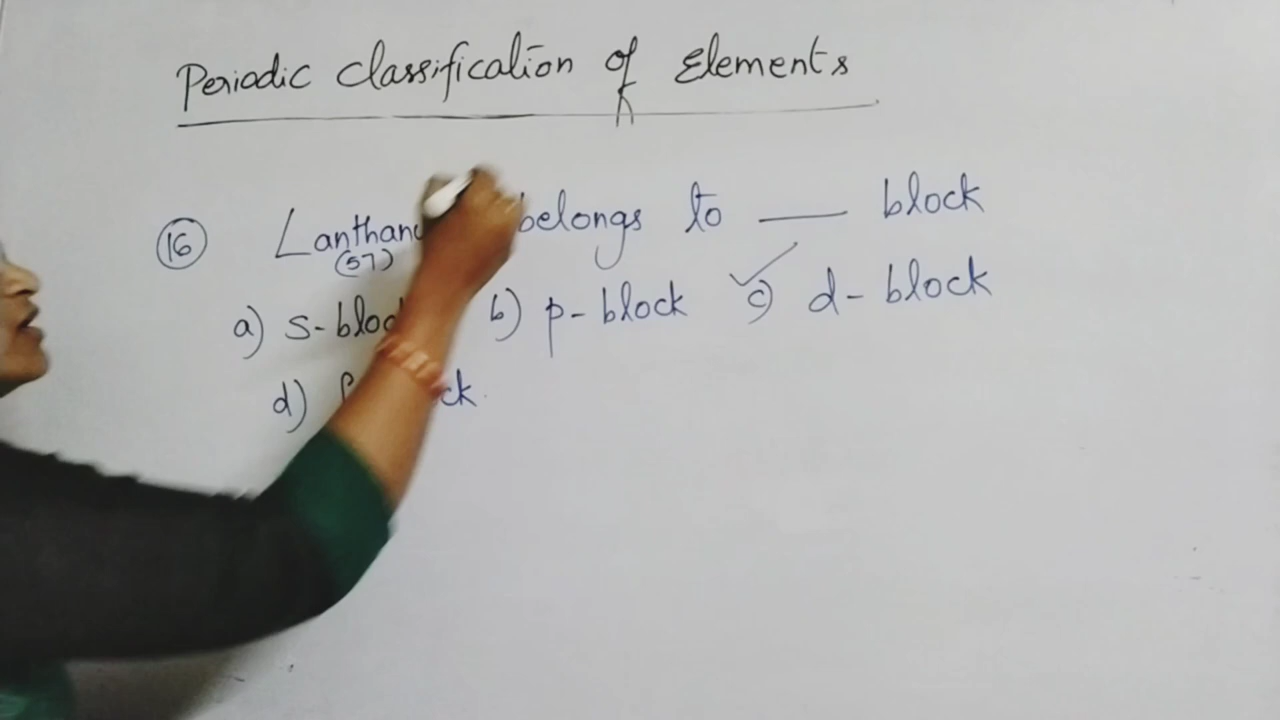 Periodic Classification of Elements
16 belongs to ___ block
(57)
a) b) p-block c) d-block
d)